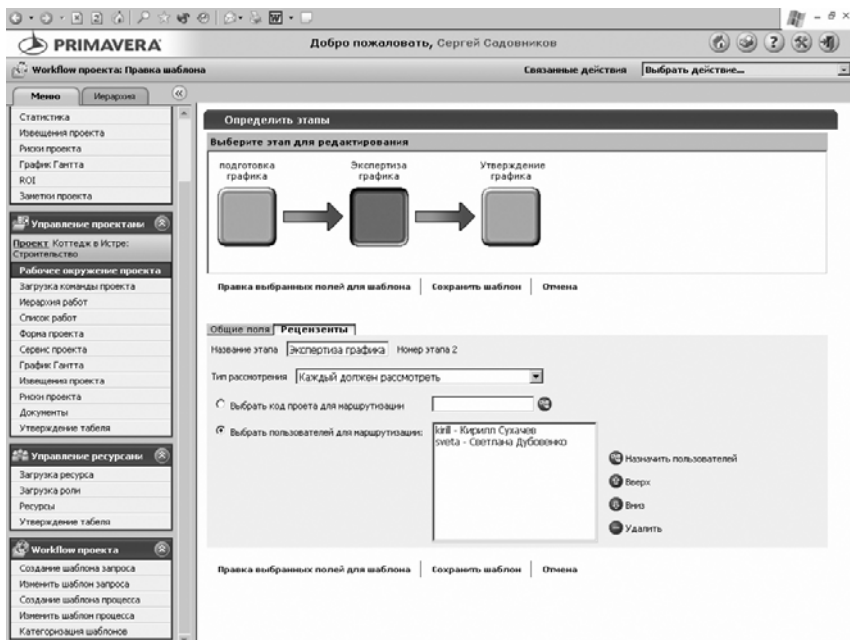 PRIMAVERA
Добро пожаловать, Сергей Садовников
Workflow проекта: Правка шаблона
Связанные действия
Выбрать действие...
Меню
Иерархия
Статистика
Извещения проекта
Риски проекта
График Гантта
ROI
Заметки проекта
Управление проектами
Проект Коттедж в Истре:
Строительство
Рабочее окружение проекта
Загрузка команды проекта
Иерархия работ
Список работ
Форма проекта
Сервис проекта
График Гантта
Извещения проекта
Риски проекта
Документы
Утверждение табеля
Управление ресурсами
Загрузка ресурса
Загрузка роли
Ресурсы
Утверждение табеля
Workflow проекта
Создание шаблона запроса
Изменить шаблон запроса
Создание шаблона процесса
Изменить шаблон процесса
Категоризация шаблонов
Определить этапы
Выберите этап для редактирования
подготовка
графика
Экспертиза
графика
Утверждение
графика
Правка выбранных полей для шаблона
Сохранить шаблон
Отмена
Общие поля
Рецензенты
Название этапа
Экспертиза графика
Номер этапа 2
Тип рассмотрения
Каждый должен рассмотреть
Выбрать код проета для маршрутизации
Выбрать пользователей для маршрутизации:
kirill - Кирилл Сухачев
sveta - Светлана Дубовенко
Назначить пользователей
Вверх
Вниз
Удалить
Правка выбранных полей для шаблона
Сохранить шаблон
Отмена